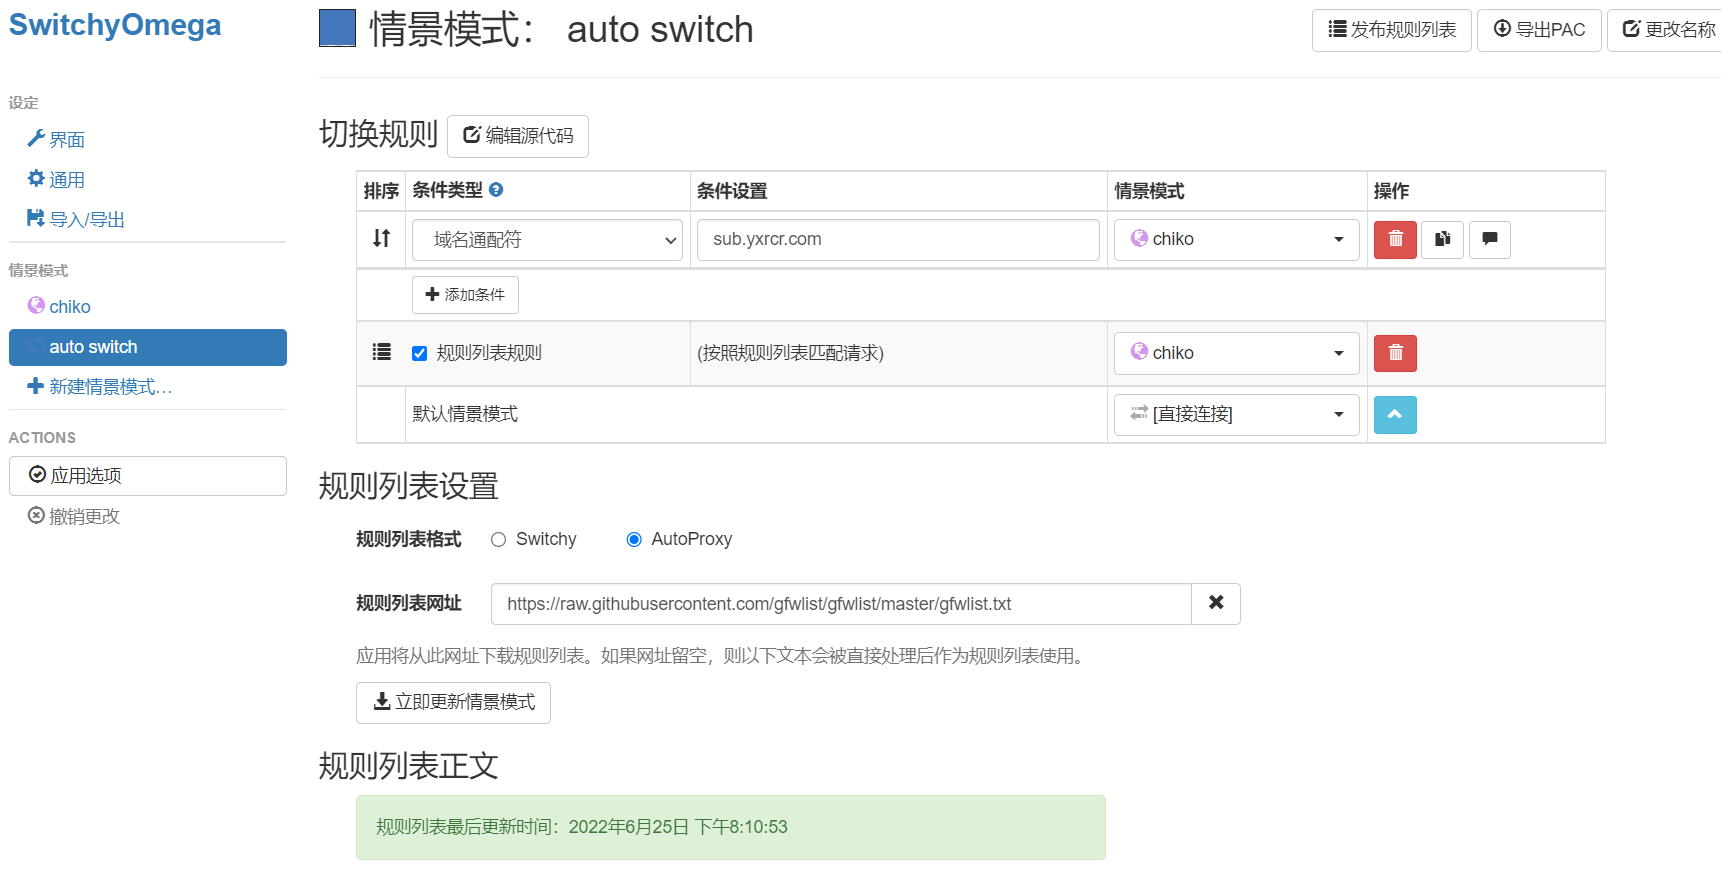 SwitchyOmega
设定
界面
通用
导入/导出
情景模式
chiko
auto switch
新建情景模式…
ACTIONS
应用选项
撤销更改
情景模式： auto switch
发布规则列表
导出PAC
更改名称
切换规则
编辑源代码
排序 条件类型 条件设置 情景模式 操作
域名通配符 sub.yxrcr.com chiko
添加条件
规则列表规则 (按照规则列表匹配请求) chiko
默认情景模式 [直接连接]
规则列表设置
规则列表格式 Switchy AutoProxy
规则列表网址 https://raw.githubusercontent.com/gfwlist/gfwlist/master/gfwlist.txt
应用将从此网址下载规则列表。如果网址留空，则以下文本会被直接处理后作为规则列表使用。
立即更新情景模式
规则列表正文
规则列表最后更新时间：2022年6月25日 下午8:10:53